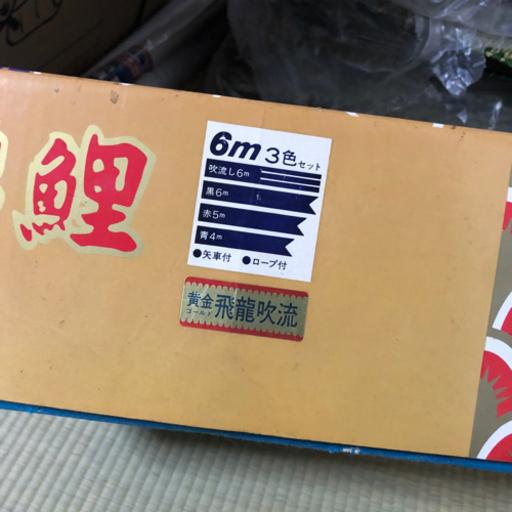 鯉
6m 3色セット
吹流し6m
黒6m
赤5m
青4m
●矢車付 ●ロープ付
黄金 飛龍吹流
ゴールド